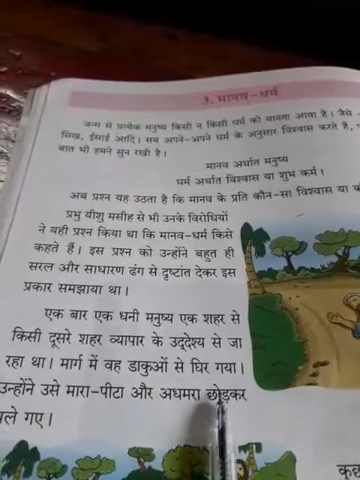 3. मानव-धर्म
जन्म से प्रत्येक मनुष्य किसी न किसी धर्म को मानता आया है। जैसे -
सिख, ईसाई आदि। सब अपने-अपने धर्म के अनुसार विश्वास करते हैं,
बात भी हमने सुन रखी है।
मानव अर्थात मनुष्य
धर्म अर्थात विश्वास या शुभ कर्म।
अब प्रश्न यह उठता है कि मानव के प्रति कौन-सा विश्वास या
प्रभु यीशु मसीह से भी उनके विरोधियों
ने यही प्रश्न किया था कि मानव-धर्म किसे
कहते हैं। इस प्रश्न को उन्होंने बहुत ही
सरल और साधारण ढंग से दृष्टांत देकर इस
प्रकार समझाया था।
एक बार एक धनी मनुष्य एक शहर से
किसी दूसरे शहर व्यापार के उद्देश्य से जा
रहा था। मार्ग में वह डाकुओं से घिर गया।
उन्होंने उसे मारा-पीटा और अधमरा छोड़कर
गए।